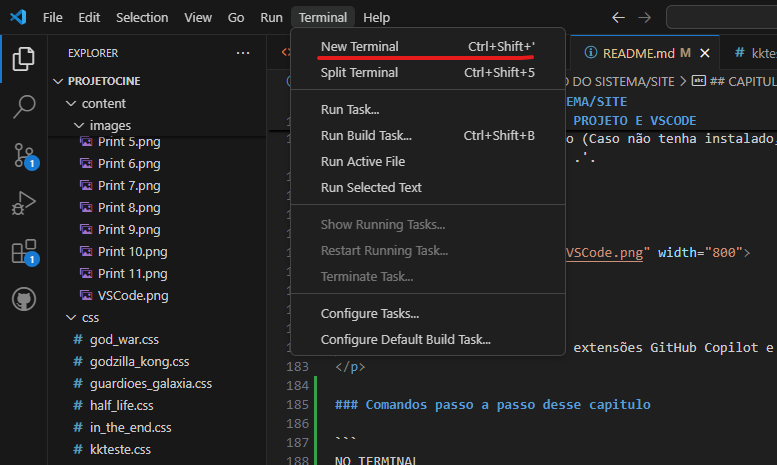 File Edit Selection View Go Run Terminal Help
EXPLORER
PROJETOCINE
content
images
Print 5.png
Print 6.png
Print 7.png
Print 8.png
Print 9.png
Print 10.png
Print 11.png
VSCode.png
css
god_war.css
godzilla_kong.css
guardioes_galaxia.css
half_life.css
in_the_end.css
kkteste.css
1
1
New Terminal Ctrl+Shift+'
Split Terminal Ctrl+Shift+5
Run Task...
Run Build Task... Ctrl+Shift+B
Run Active File
Run Selected Text
Show Running Tasks...
Restart Running Task...
Terminate Task...
Configure Tasks...
Configure Default Build Task...
README.md M
DO SISTEMA/SITE > ## CAPITUL
EMA/SITE
PROJETO E VSCODE
o (Caso não tenha instalado,
.'.
VSCode.png" width="800">
extensões GitHub Copilot e
183 </p>
184
185 ### Comandos passo a passo desse capitulo
186
187 ```
188 NO TERMINAL